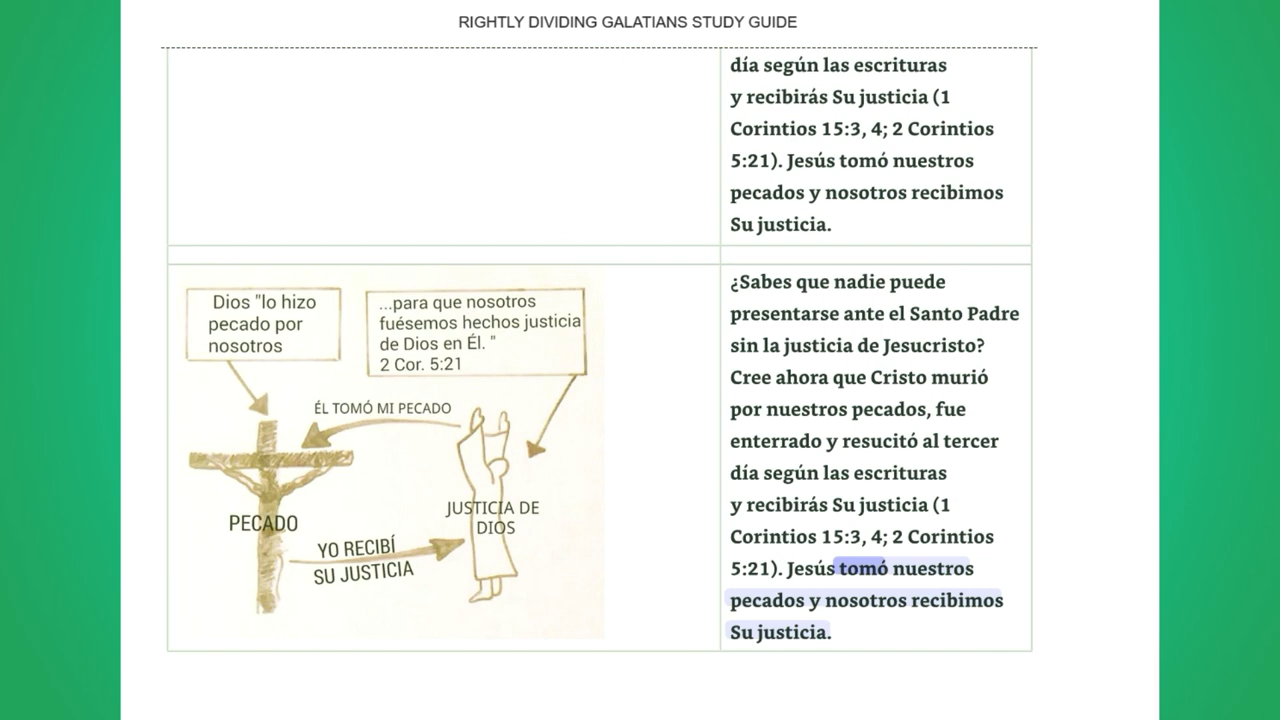 RIGHTLY DIVIDING GALATIANS STUDY GUIDE
día según las escrituras
y recibirás Su justicia (1
Corintios 15:3, 4; 2 Corintios
5:21). Jesús tomó nuestros
pecados y nosotros recibimos
Su justicia.
Dios "lo hizo
pecado por
nosotros
...para que nosotros
fuésemos hechos justicia
de Dios en Él. "
2 Cor. 5:21
ÉL TOMÓ MI PECADO
PECADO
JUSTICIA DE
DIOS
YO RECIBÍ
SU JUSTICIA
¿Sabes que nadie puede
presentarse ante el Santo Padre
sin la justicia de Jesucristo?
Cree ahora que Cristo murió
por nuestros pecados, fue
enterrado y resucitó al tercer
día según las escrituras
y recibirás Su justicia (1
Corintios 15:3, 4; 2 Corintios
5:21). Jesús tomó nuestros
pecados y nosotros recibimos
Su justicia.